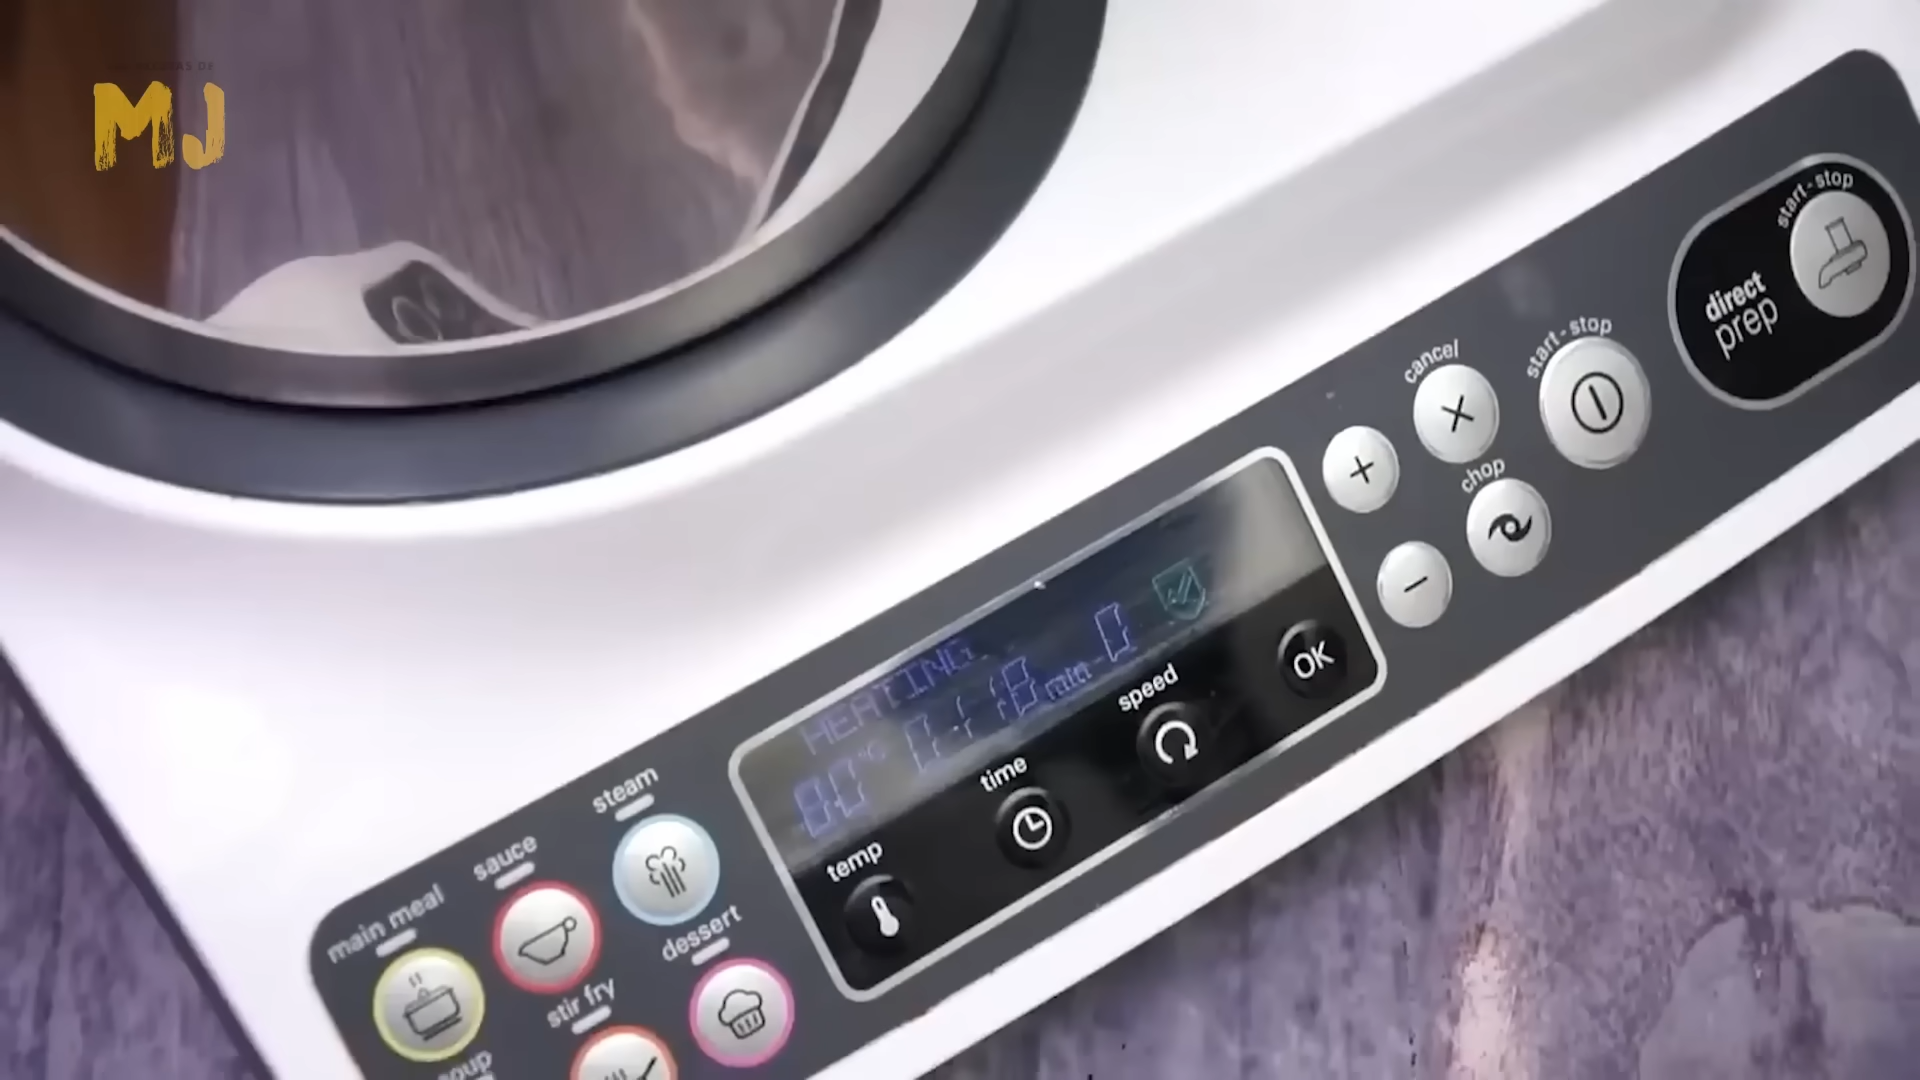 MJ
start-stop
direct
prep
start-stop
cancel
chop
HEATING
min
speed
OK
time
temp
steam
sauce
main meal
dessert
stir fry